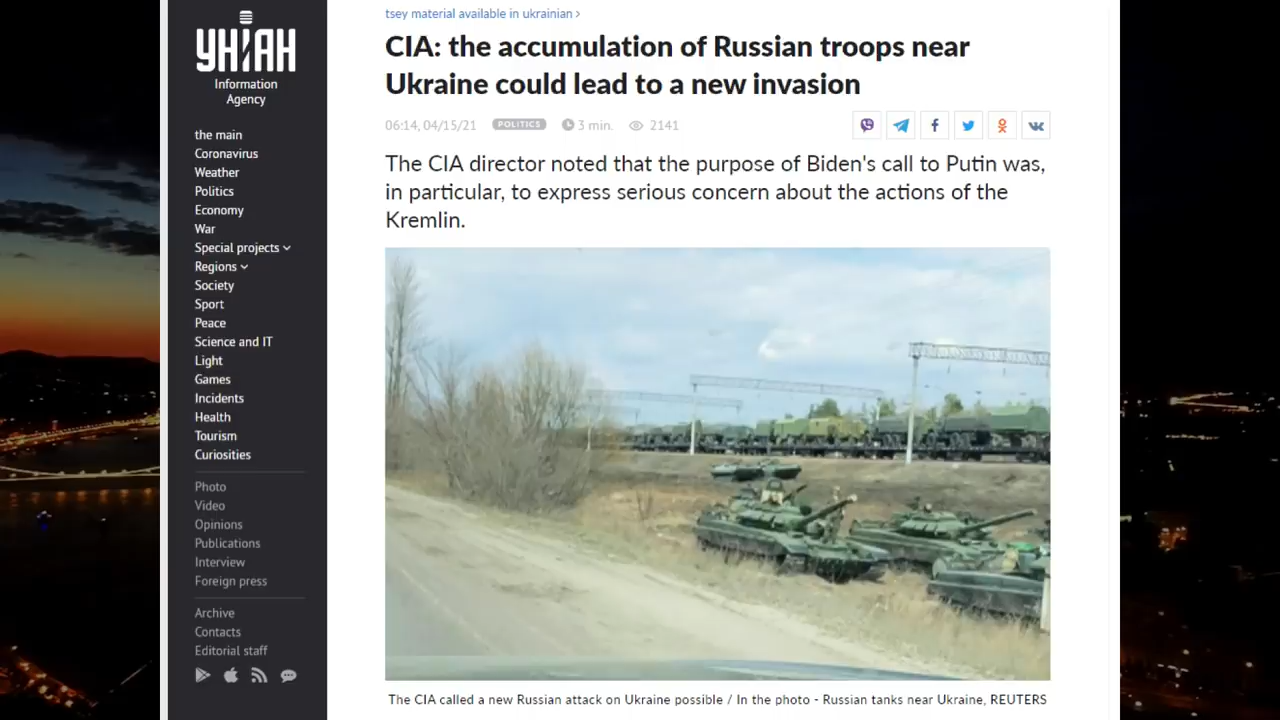 УНІАН
Information
Agency
the main
Coronavirus
Weather
Politics
Economy
War
Special projects
Regions
Society
Sport
Peace
Science and IT
Light
Games
Incidents
Health
Tourism
Curiosities
Photo
Video
Opinions
Publications
Interview
Foreign press
Archive
Contacts
Editorial staff
tsey material available in ukrainian >
CIA: the accumulation of Russian troops near
Ukraine could lead to a new invasion
06:14, 04/15/21 POLITICS 3 min. 2141
The CIA director noted that the purpose of Biden's call to Putin was,
in particular, to express serious concern about the actions of the
Kremlin.
The CIA called a new Russian attack on Ukraine possible / In the photo - Russian tanks near Ukraine, REUTERS